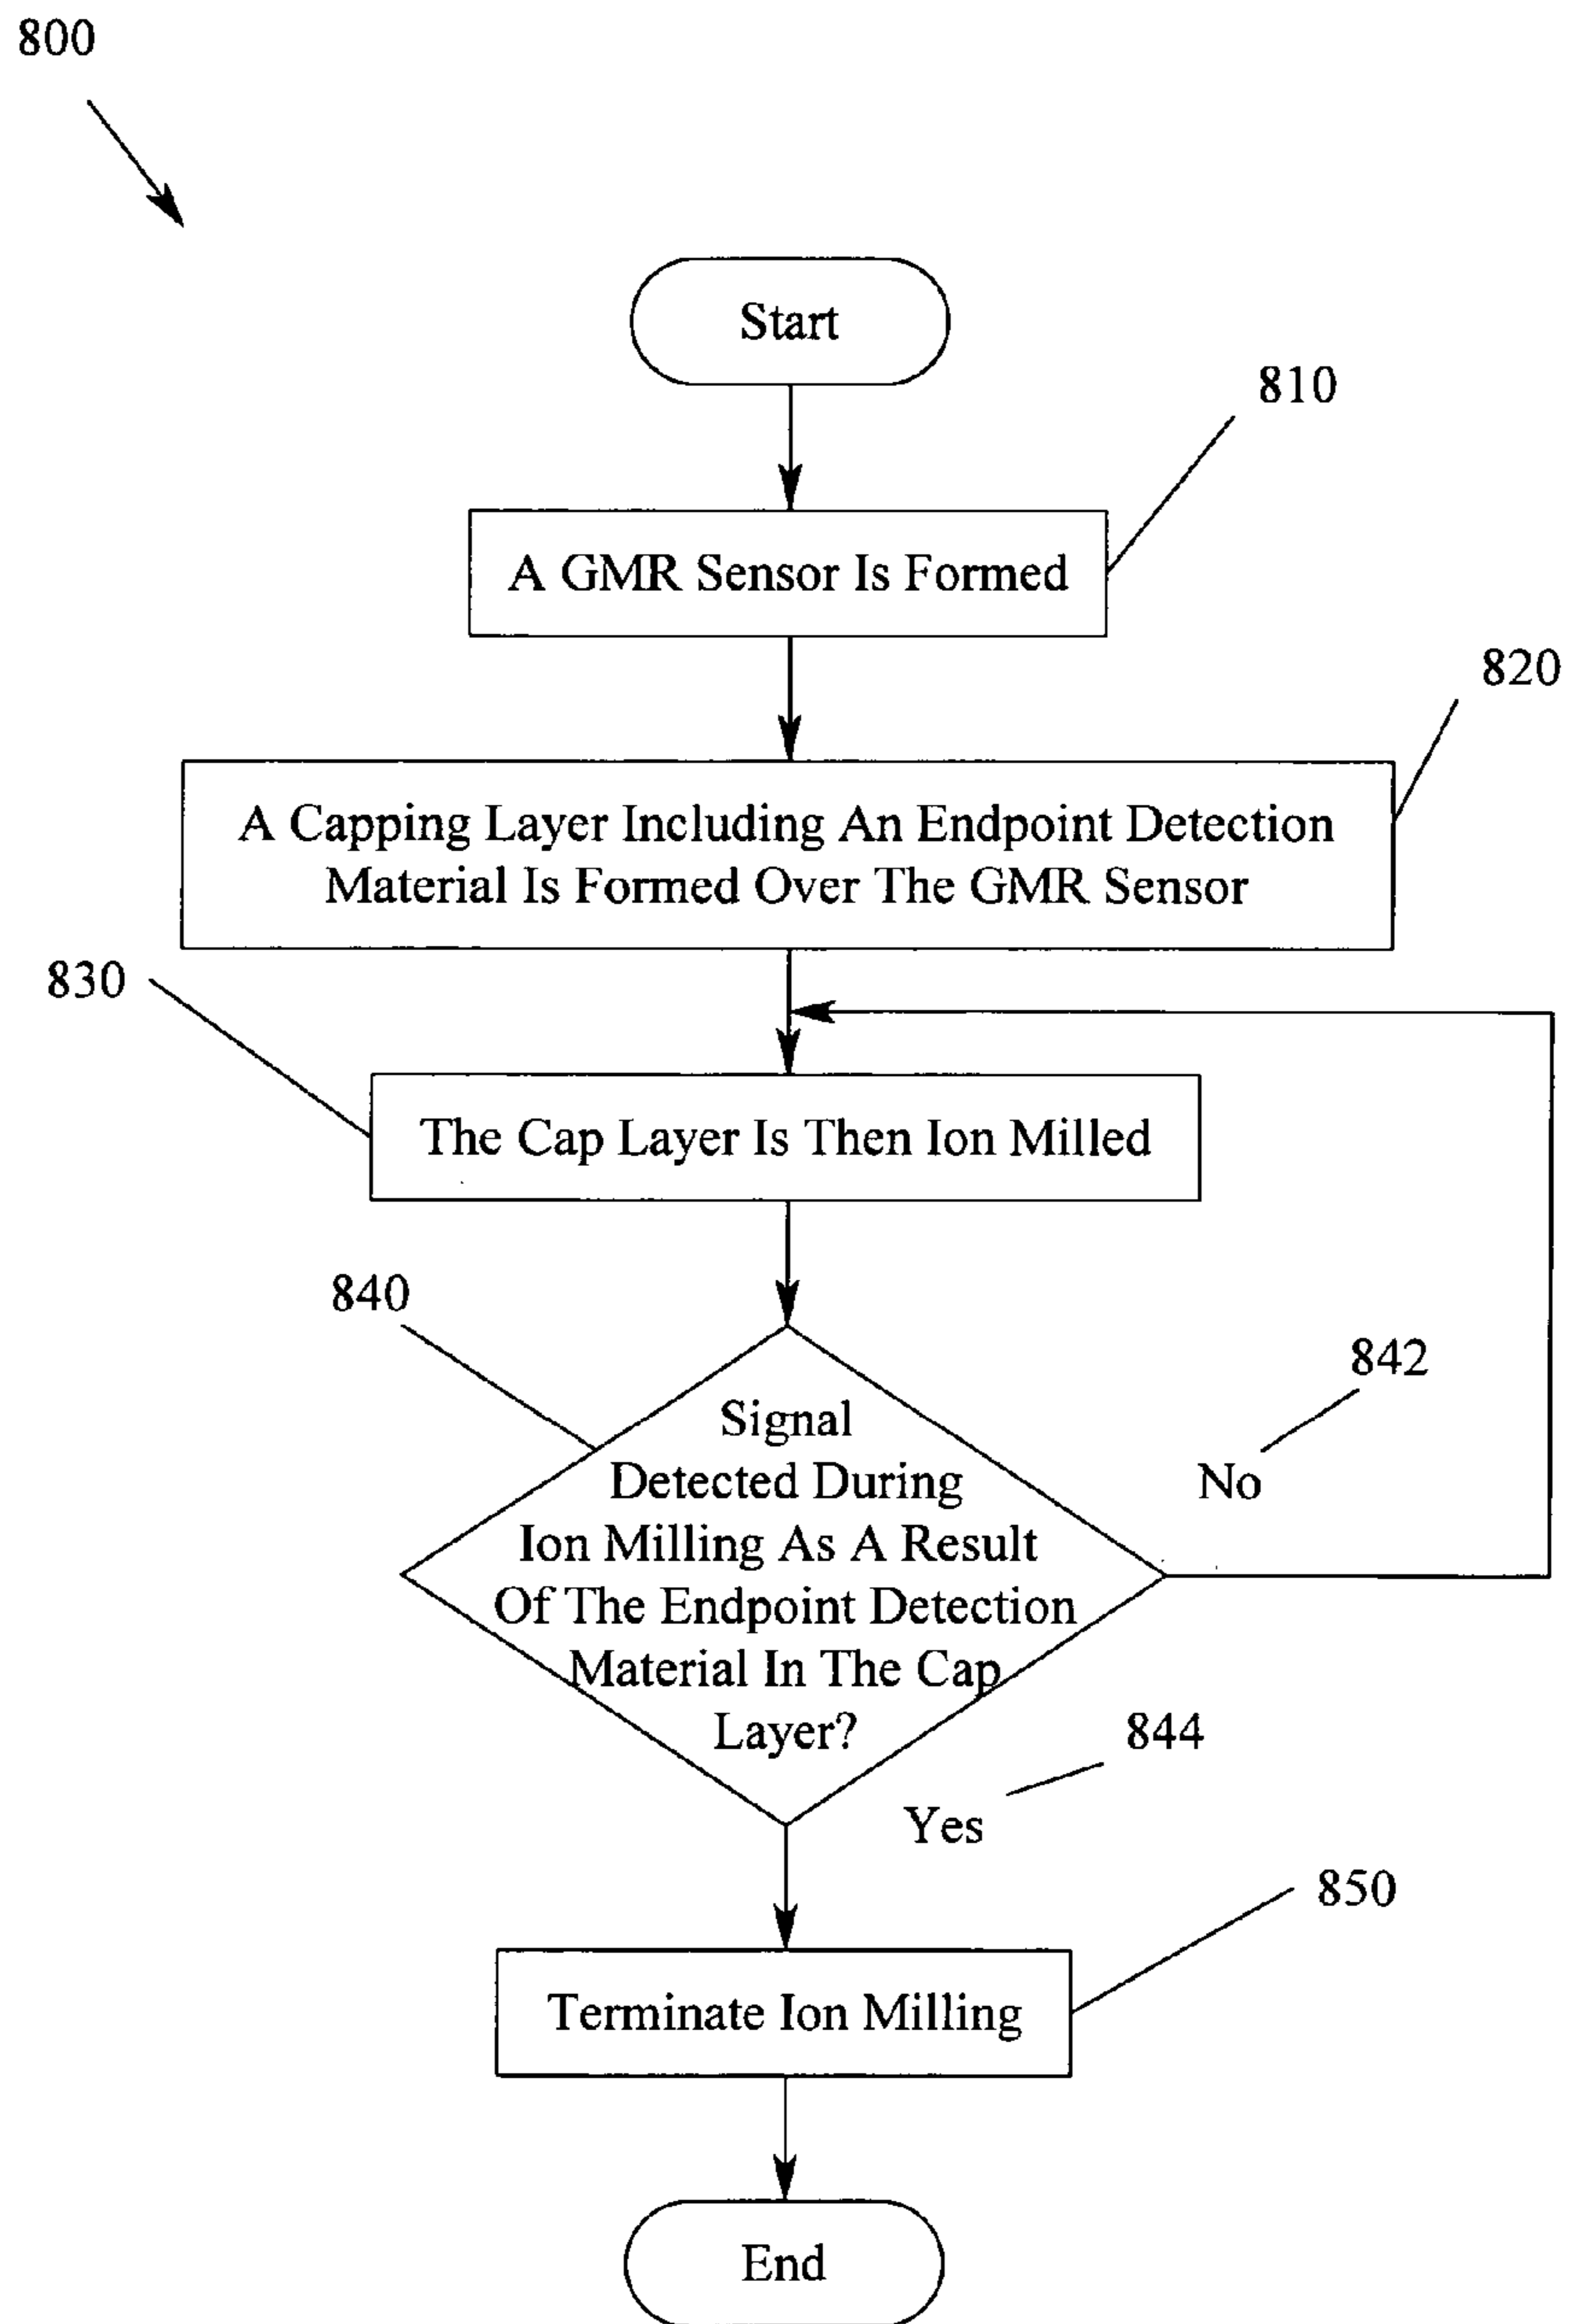 800
Start
810
A GMR Sensor Is Formed
820
A Capping Layer Including An Endpoint Detection
Material Is Formed Over The GMR Sensor
830
The Cap Layer Is Then Ion Milled
840
Signal
Detected During
Ion Milling As A Result
Of The Endpoint Detection
Material In The Cap
Layer?
842
No
844
Yes
850
Terminate Ion Milling
End